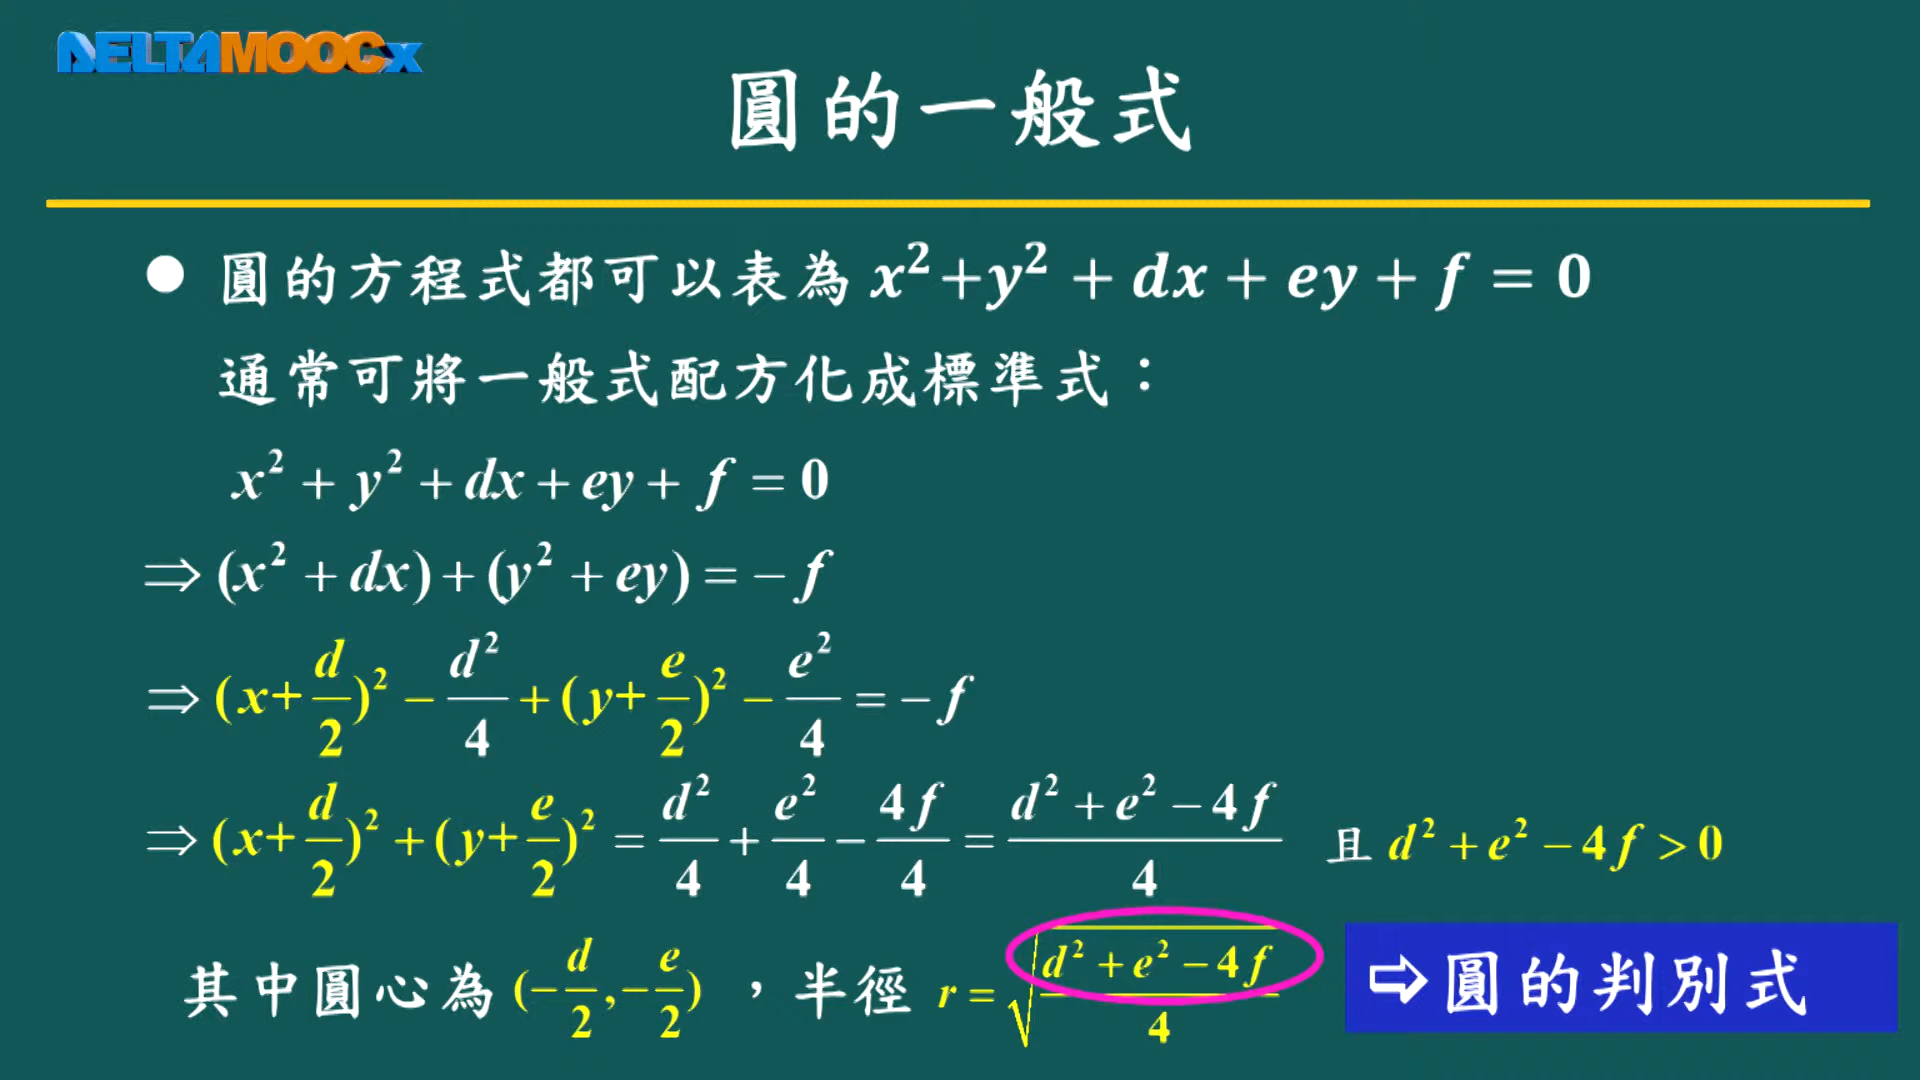 DELTAMOOCx
圓的一般式
● 圓的方程式都可以表為 x²+y² + dx + ey + f = 0
通常可將一般式配方化成標準式：
x² + y² + dx + ey + f = 0
⇒ (x² + dx) + (y² + ey) = − f
⇒ (x+d/2)² − d²/4 + (y+e/2)² − e²/4 = − f
⇒ (x+d/2)² + (y+e/2)² = d²/4 + e²/4 − 4f/4 = (d² + e² − 4f)/4 且 d² + e² − 4f > 0
其中圓心為 (−d/2, −e/2) ，半徑 r = √((d² + e² − 4f)/4) ⇨圓的判別式